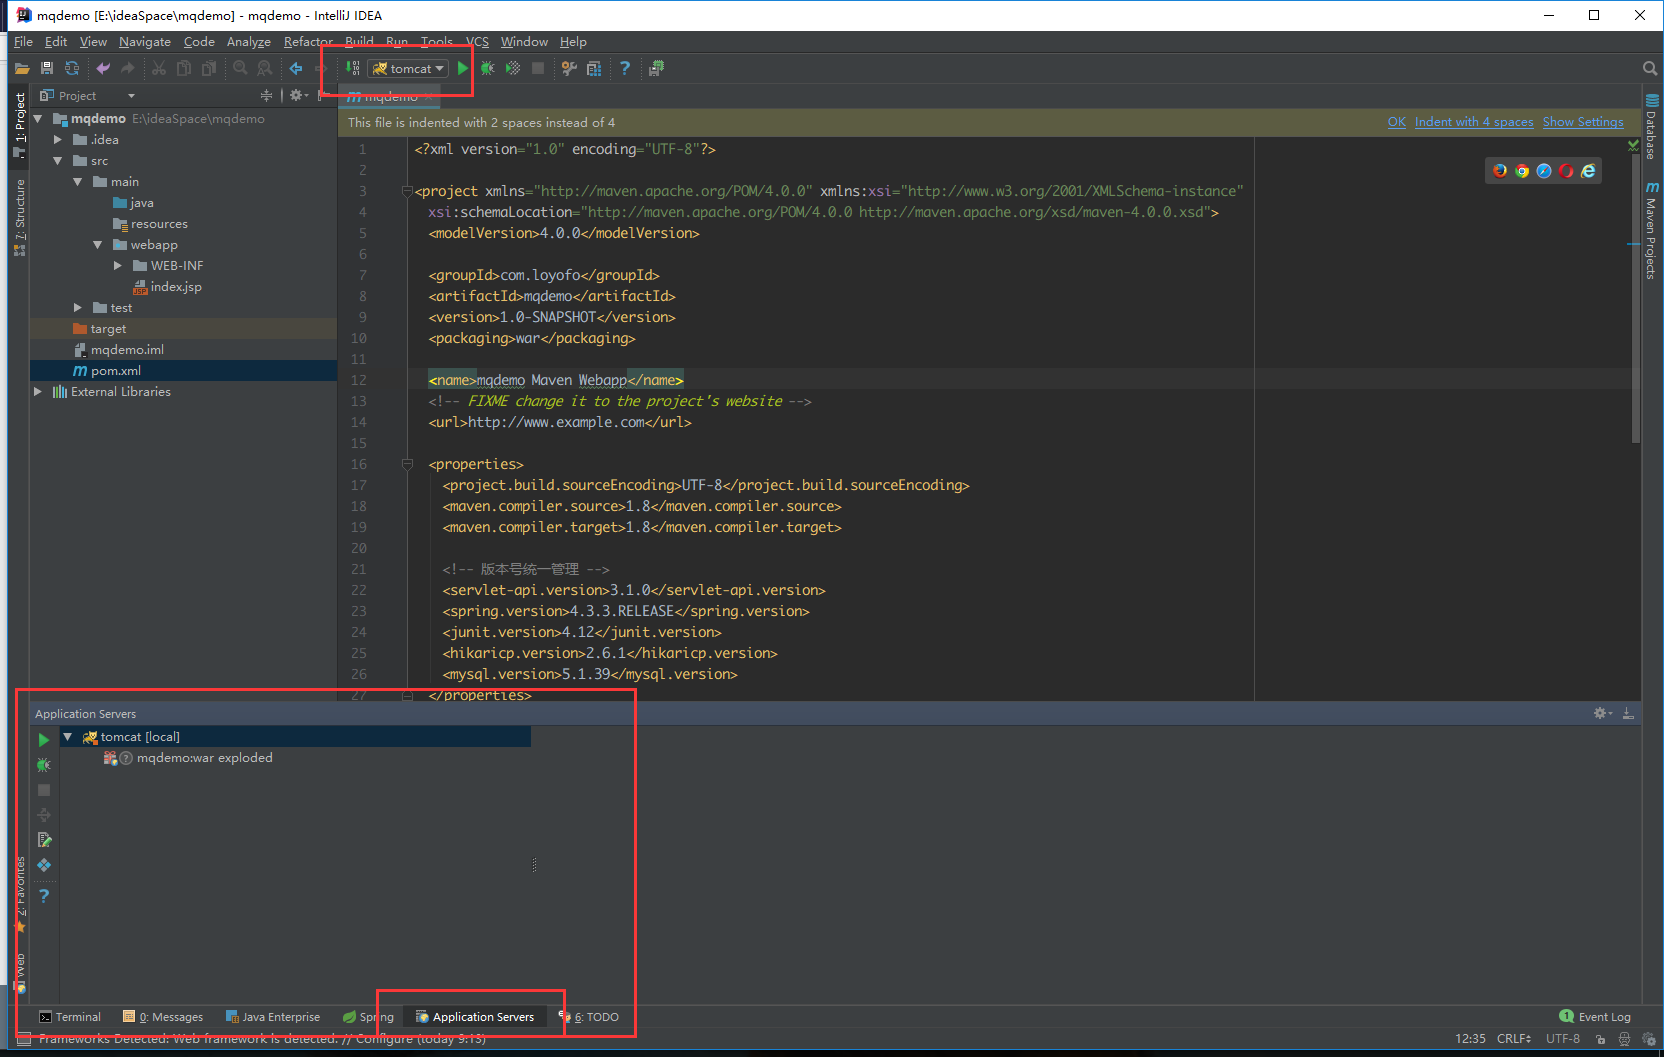 mqdemo [E:\ideaSpace\mqdemo] - mqdemo - IntelliJ IDEA
File Edit View Navigate Code Analyze Refactor Build Run Tools VCS Window Help
tomcat
Project
mqdemo
This file is indented with 2 spaces instead of 4 OK Indent with 4 spaces Show Settings
1: Project
7: Structure
2: Favorites
Web
mqdemo E:\ideaSpace\mqdemo
.idea
src
main
java
resources
webapp
WEB-INF
index.jsp
test
target
mqdemo.iml
pom.xml
External Libraries
1 <?xml version="1.0" encoding="UTF-8"?>
2
3 <project xmlns="http://maven.apache.org/POM/4.0.0" xmlns:xsi="http://www.w3.org/2001/XMLSchema-instance"
4 xsi:schemaLocation="http://maven.apache.org/POM/4.0.0 http://maven.apache.org/xsd/maven-4.0.0.xsd">
5 <modelVersion>4.0.0</modelVersion>
6
7 <groupId>com.loyofo</groupId>
8 <artifactId>mqdemo</artifactId>
9 <version>1.0-SNAPSHOT</version>
10 <packaging>war</packaging>
11
12 <name>mqdemo Maven Webapp</name>
13 <!-- FIXME change it to the project's website -->
14 <url>http://www.example.com</url>
15
16 <properties>
17 <project.build.sourceEncoding>UTF-8</project.build.sourceEncoding>
18 <maven.compiler.source>1.8</maven.compiler.source>
19 <maven.compiler.target>1.8</maven.compiler.target>
20
21 <!-- 版本号统一管理 -->
22 <servlet-api.version>3.1.0</servlet-api.version>
23 <spring.version>4.3.3.RELEASE</spring.version>
24 <junit.version>4.12</junit.version>
25 <hikaricp.version>2.6.1</hikaricp.version>
26 <mysql.version>5.1.39</mysql.version>
27 </properties>
Database
Maven Projects
Application Servers
tomcat [local]
mqdemo:war exploded
Terminal 0: Messages Java Enterprise Spring Application Servers 6: TODO 1 Event Log
Frameworks Detected: Web framework is detected. // Configure (today 9:13) 12:35 CRLF UTF-8